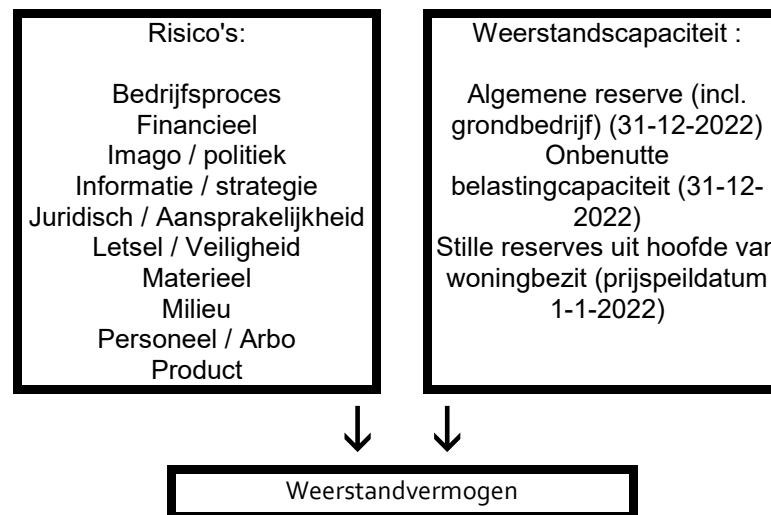 Risico's:
Bedrijfsproces
Financieel
Imago / politiek
Informatie / strategie
Juridisch / Aansprakelijkheid
Letsel / Veiligheid
Materieel
Milieu
Personeel / Arbo
Product
Weerstandscapaciteit :
Algemene reserve (incl.
grondbedrijf) (31-12-2022)
Onbenutte
belastingcapaciteit (31-12-
2022)
Stille reserves uit hoofde van
woningbezit (prijspeildatum
1-1-2022)
Weerstandvermogen